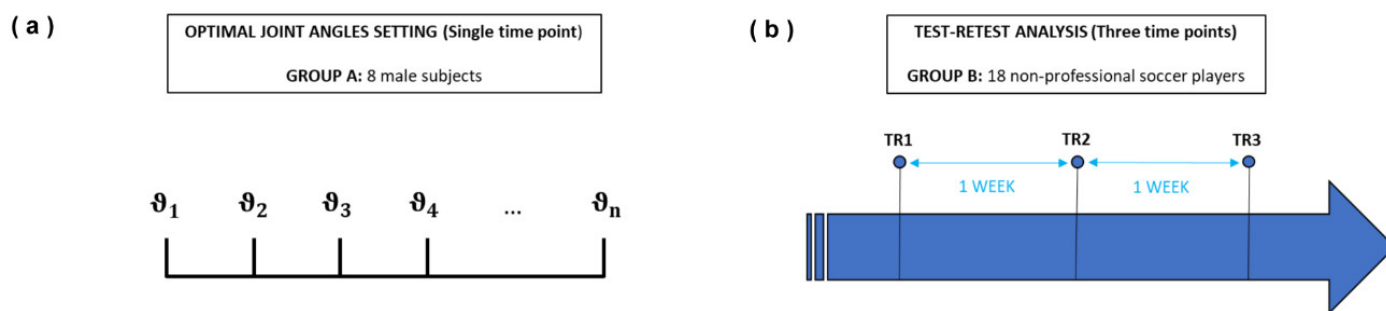 ( a )
OPTIMAL JOINT ANGLES SETTING (Single time point)
GROUP A: 8 male subjects
ϑ₁ ϑ₂ ϑ₃ ϑ₄ ... ϑₙ
( b )
TEST-RETEST ANALYSIS (Three time points)
GROUP B: 18 non-professional soccer players
TR1 TR2 TR3
1 WEEK 1 WEEK